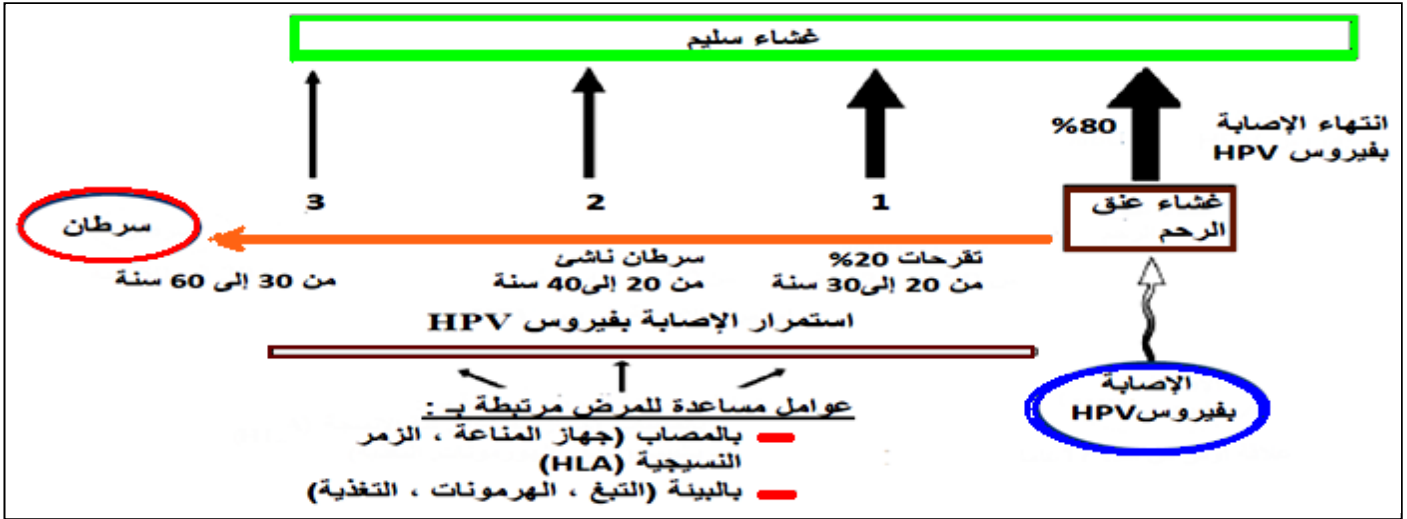 غشاء سليم
%80
انتهاء الإصابة
بفيروس HPV
3
2
1
غشاء عنق
الرحم
سرطان
تقرحات 20%
من 20 إلى30 سنة
سرطان ناشئ
من 20 إلى40 سنة
من 30 إلى 60 سنة
استمرار الإصابة بفيروس HPV
الإصابة
بفيروسHPV
عوامل مساعدة للمرض مرتبطة بـ :
بالمصاب (جهاز المناعة ، الزمر
النسيجية (HLA)
بالبيئة (التبغ ، الهرمونات ، التغذية)